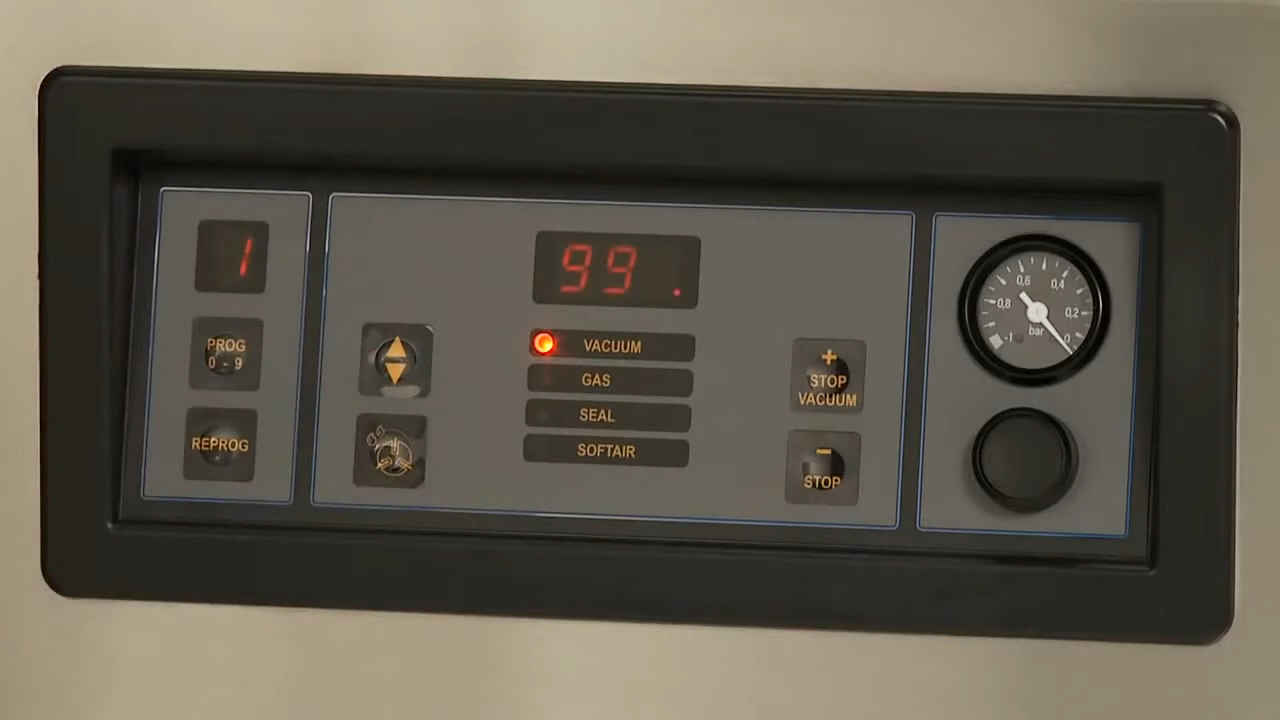 1
PROG
0 - 9
REPROG
99 .
VACUUM
GAS
SEAL
SOFTAIR
+
STOP
VACUUM
−
STOP
0,6
0,4
0,8
0,2
-1
0
bar